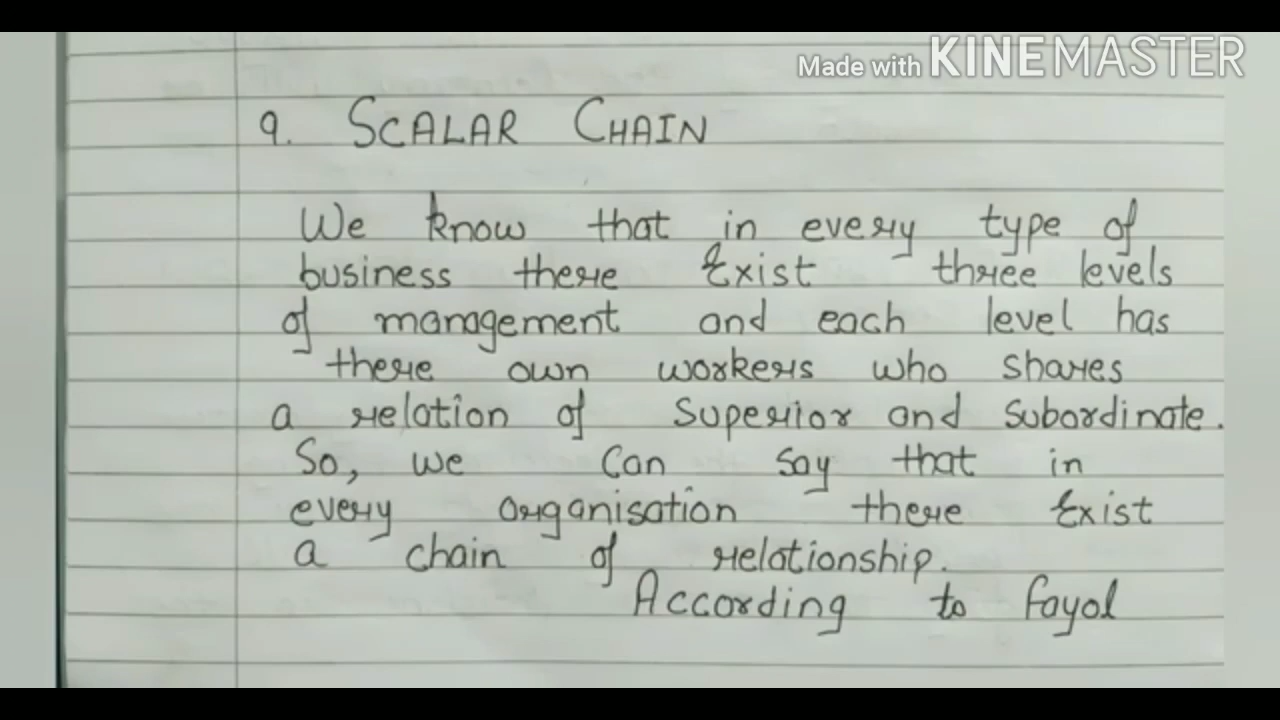 Made with KINEMASTER
9. SCALAR CHAIN
We know that in every type of
business there Exist three levels
of management and each level has
there own workers who shares
a relation of Superior and Subordinate.
So, we Can Say that in
every organisation there Exist
a chain of relationship.
According to Fayol